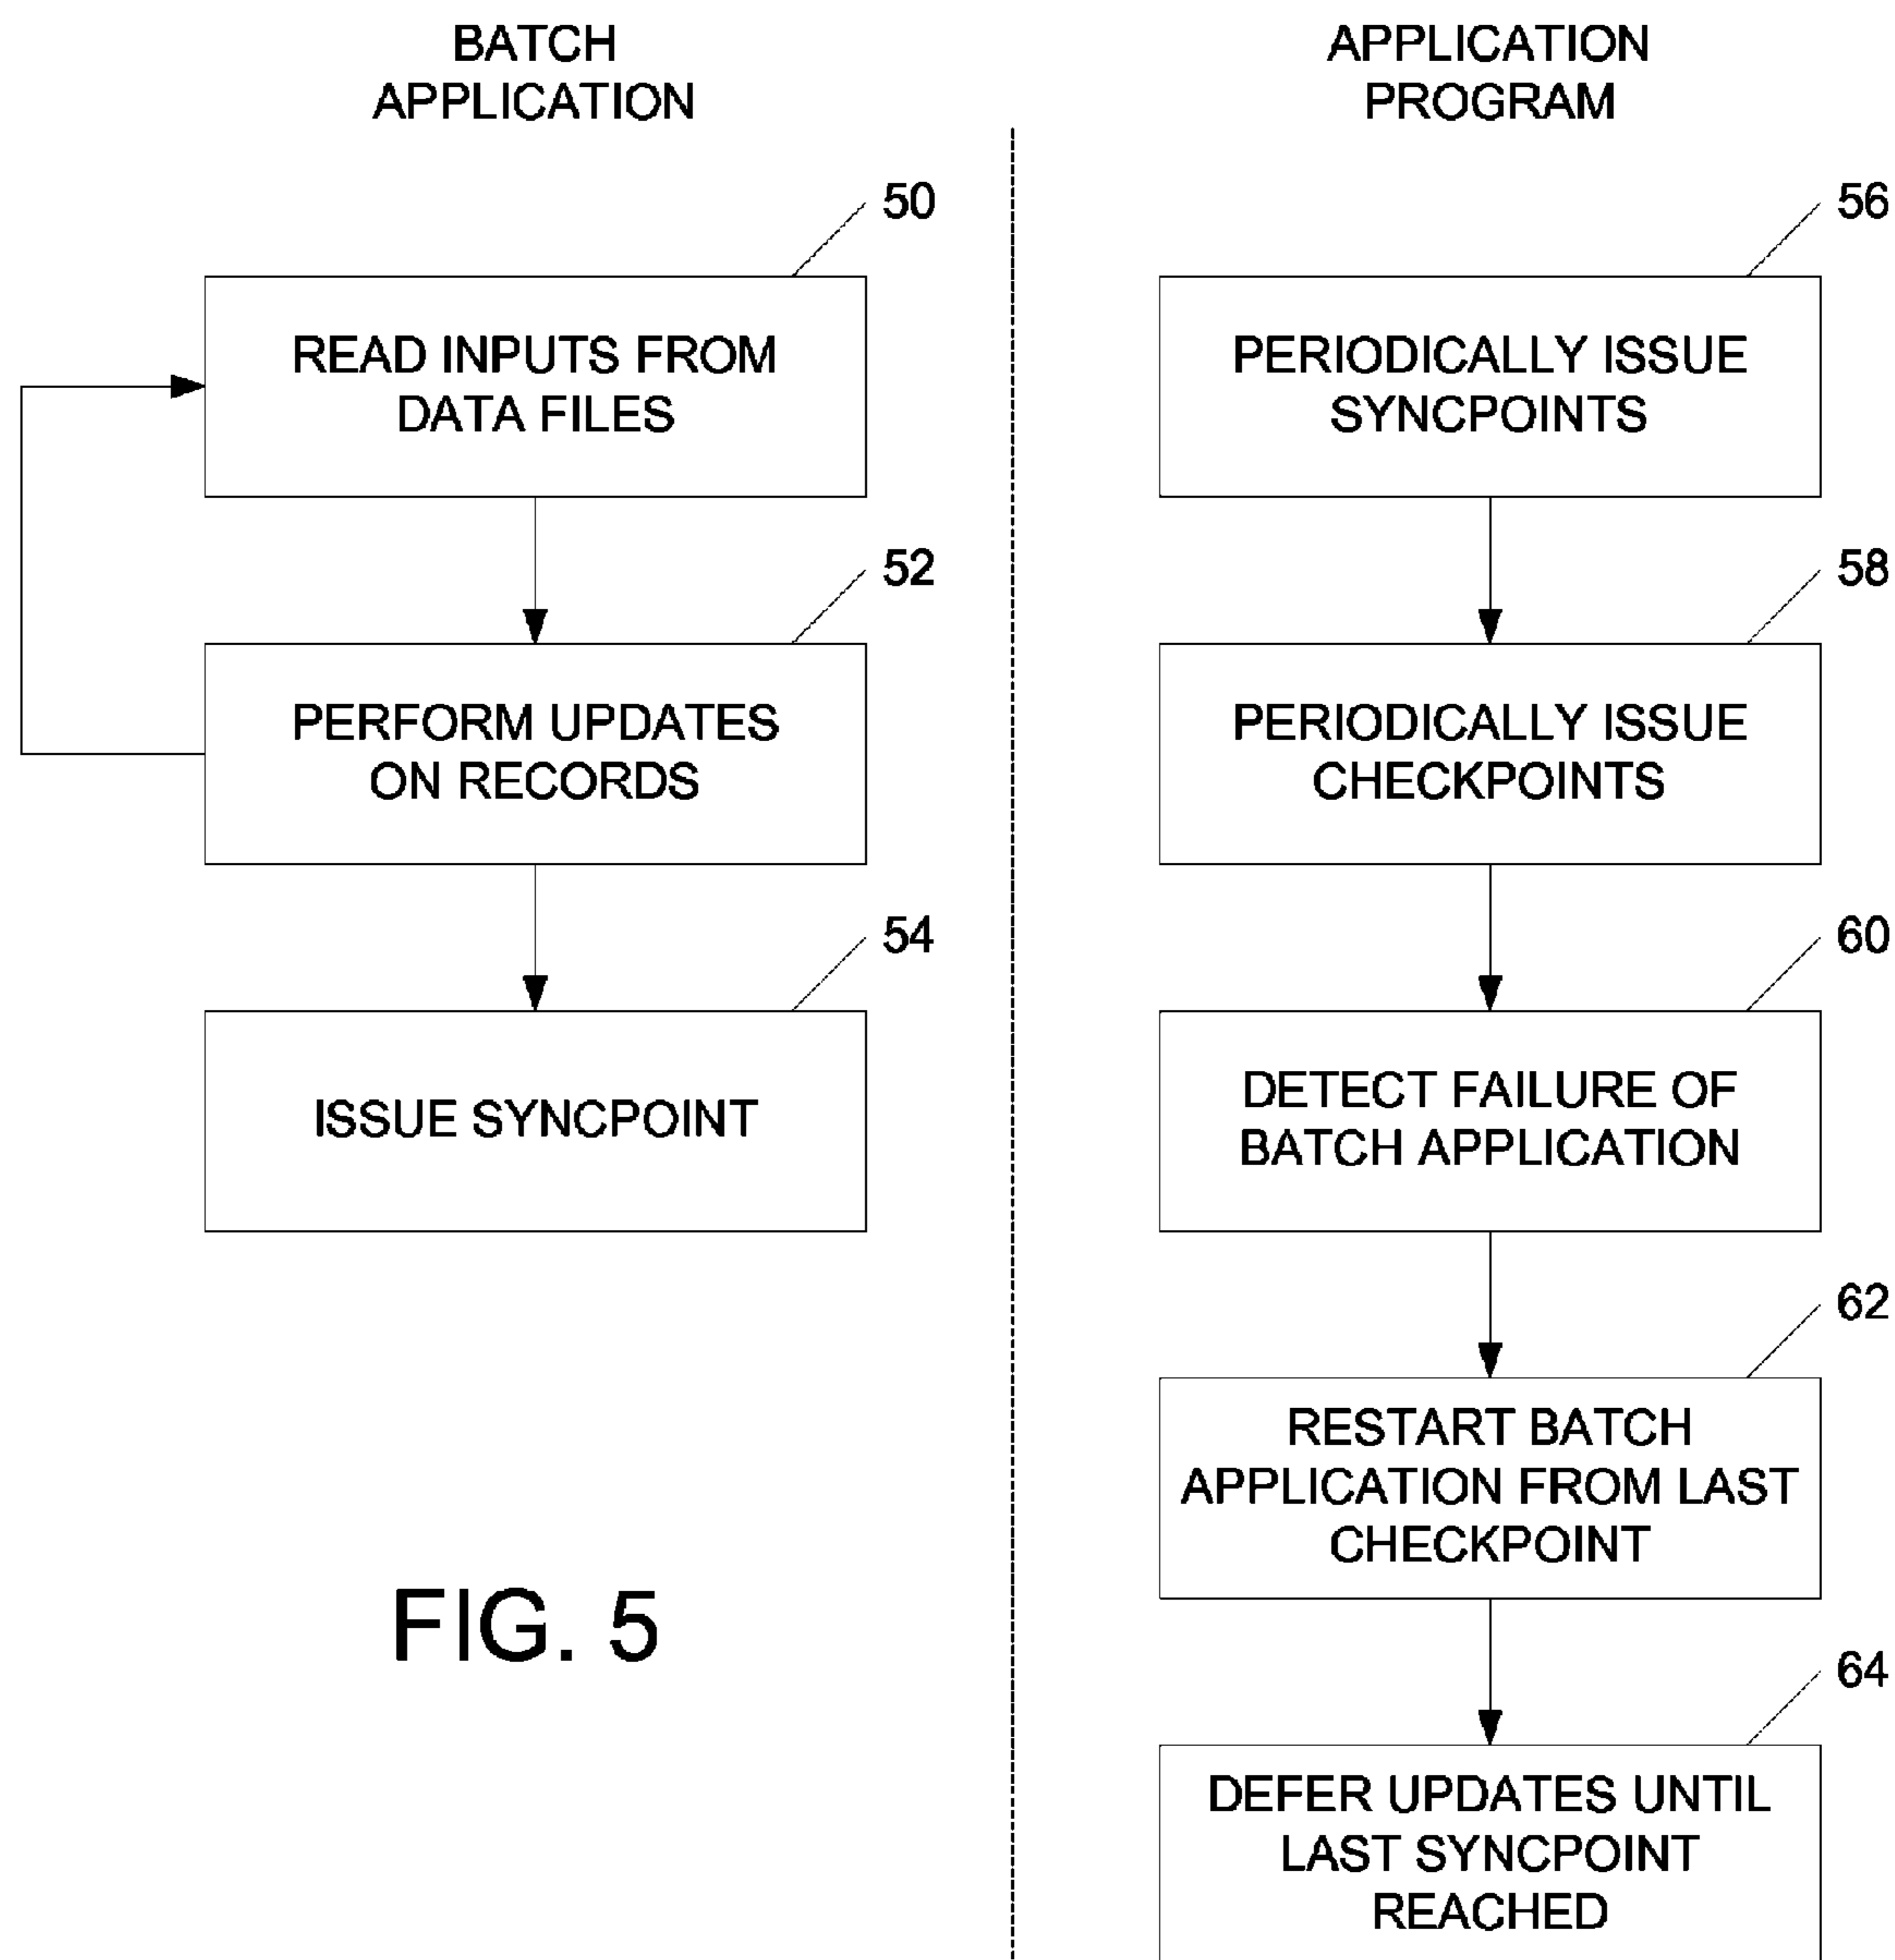 BATCH
APPLICATION
50
READ INPUTS FROM
DATA FILES
52
PERFORM UPDATES
ON RECORDS
54
ISSUE SYNCPOINT
FIG. 5
APPLICATION
PROGRAM
56
PERIODICALLY ISSUE
SYNCPOINTS
58
PERIODICALLY ISSUE
CHECKPOINTS
60
DETECT FAILURE OF
BATCH APPLICATION
62
RESTART BATCH
APPLICATION FROM LAST
CHECKPOINT
64
DEFER UPDATES UNTIL
LAST SYNCPOINT
REACHED